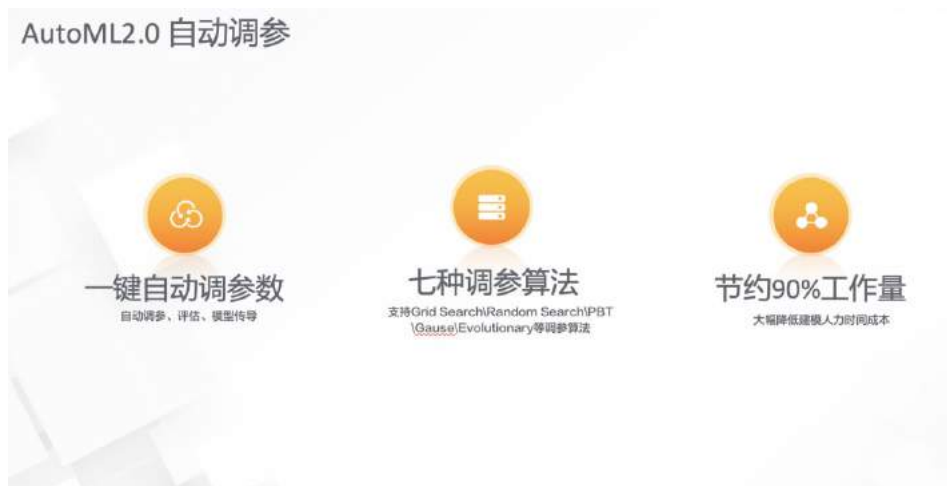 AutoML2.0 自动调参
一键自动调参数
自动调参、评估、模型传导
七种调参算法
支持Grid Search\Random Search\PBT
\Gause\Evolutionary等调参算法
节约90%工作量
大幅降低建模人力时间成本